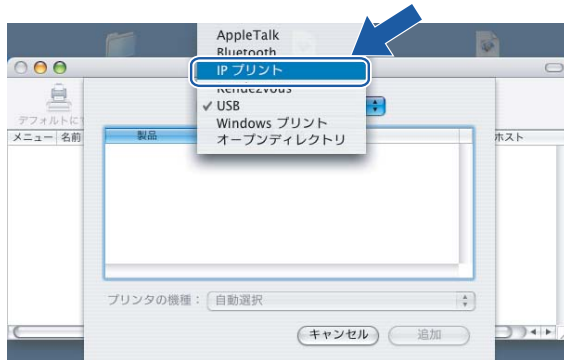 AppleTalk
Bluetooth
IP プリント
Rendezvous
✓ USB
Windows プリント
オープンディレクトリ
デフォルトに
メニュー 名前
製品
ホスト
プリンタの機種： 自動選択
キャンセル 追加